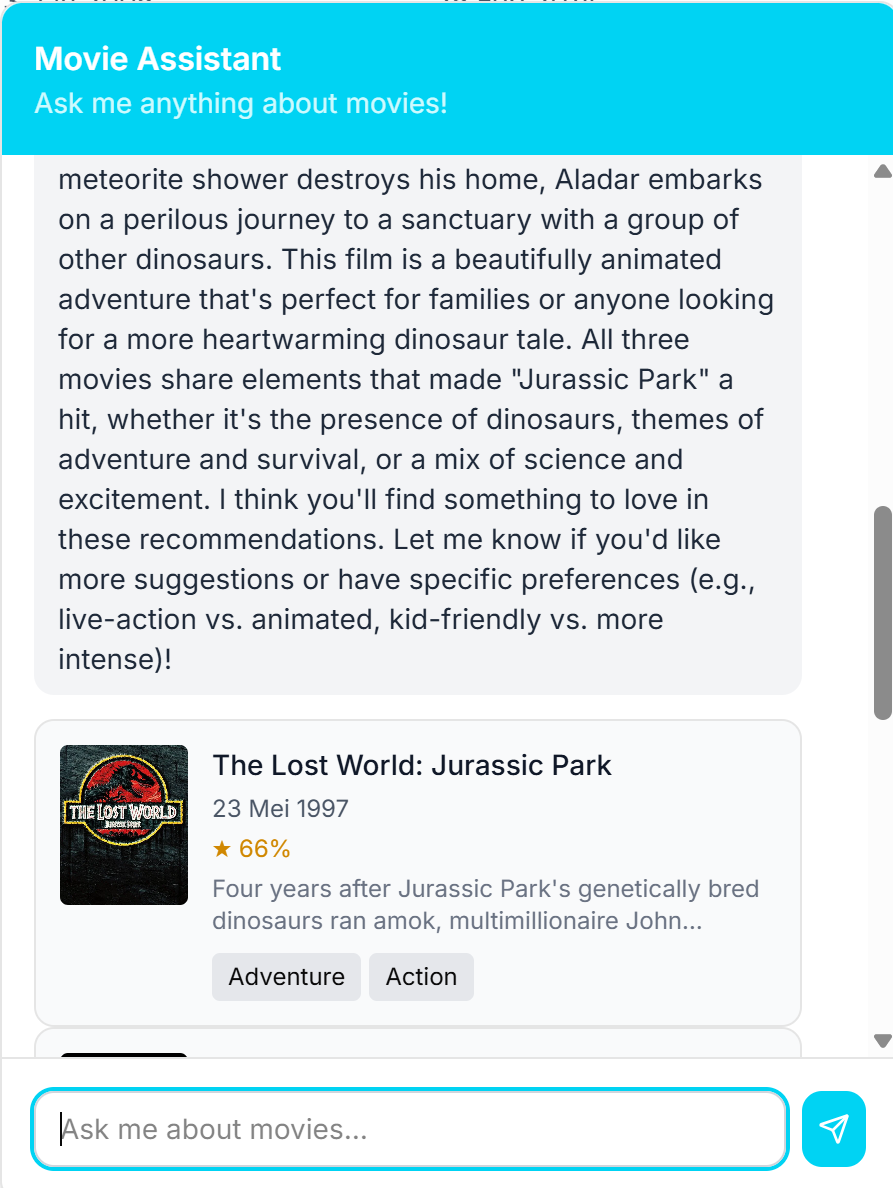 Movie Assistant
Ask me anything about movies!
meteorite shower destroys his home, Aladar embarks
on a perilous journey to a sanctuary with a group of
other dinosaurs. This film is a beautifully animated
adventure that's perfect for families or anyone looking
for a more heartwarming dinosaur tale. All three
movies share elements that made "Jurassic Park" a
hit, whether it's the presence of dinosaurs, themes of
adventure and survival, or a mix of science and
excitement. I think you'll find something to love in
these recommendations. Let me know if you'd like
more suggestions or have specific preferences (e.g.,
live-action vs. animated, kid-friendly vs. more
intense)!
THE LOST WORLD
JURASSIC PARK
The Lost World: Jurassic Park
23 Mei 1997
★ 66%
Four years after Jurassic Park's genetically bred
dinosaurs ran amok, multimillionaire John...
Adventure
Action
Ask me about movies...